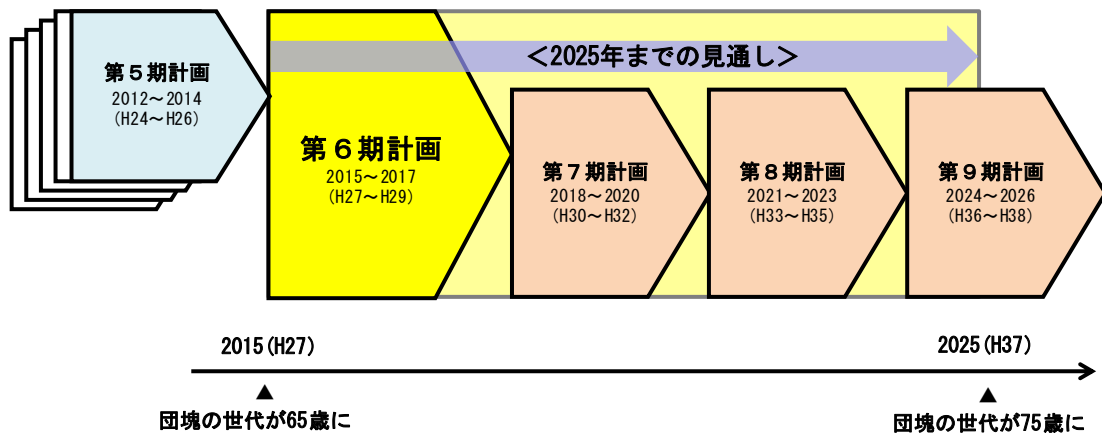 <2025年までの見通し>
第5期計画
2012~2014
(H24~H26)
第6期計画
2015~2017
(H27~H29)
第7期計画
2018~2020
(H30~H32)
第8期計画
2021~2023
(H33~H35)
第9期計画
2024~2026
(H36~H38)
2015(H27)
2025(H37)
▲
▲
団塊の世代が65歳に
団塊の世代が75歳に